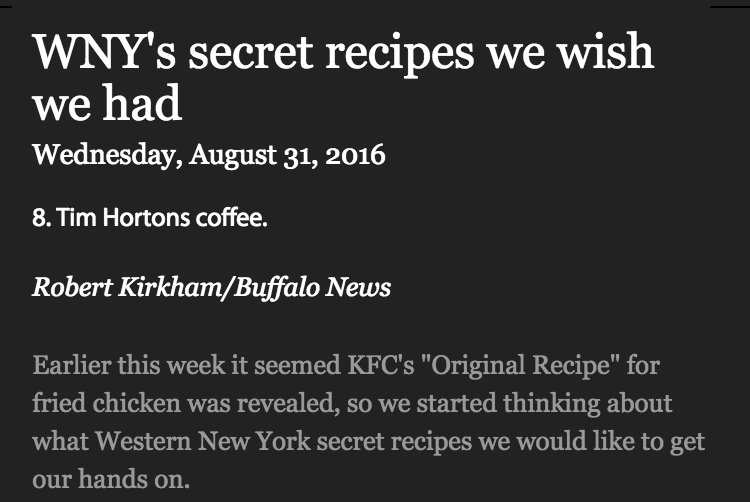 WNY's secret recipes we wish
we had
Wednesday, August 31, 2016
8. Tim Hortons coffee.
Robert Kirkham/Buffalo News
Earlier this week it seemed KFC's "Original Recipe" for
fried chicken was revealed, so we started thinking about
what Western New York secret recipes we would like to get
our hands on.